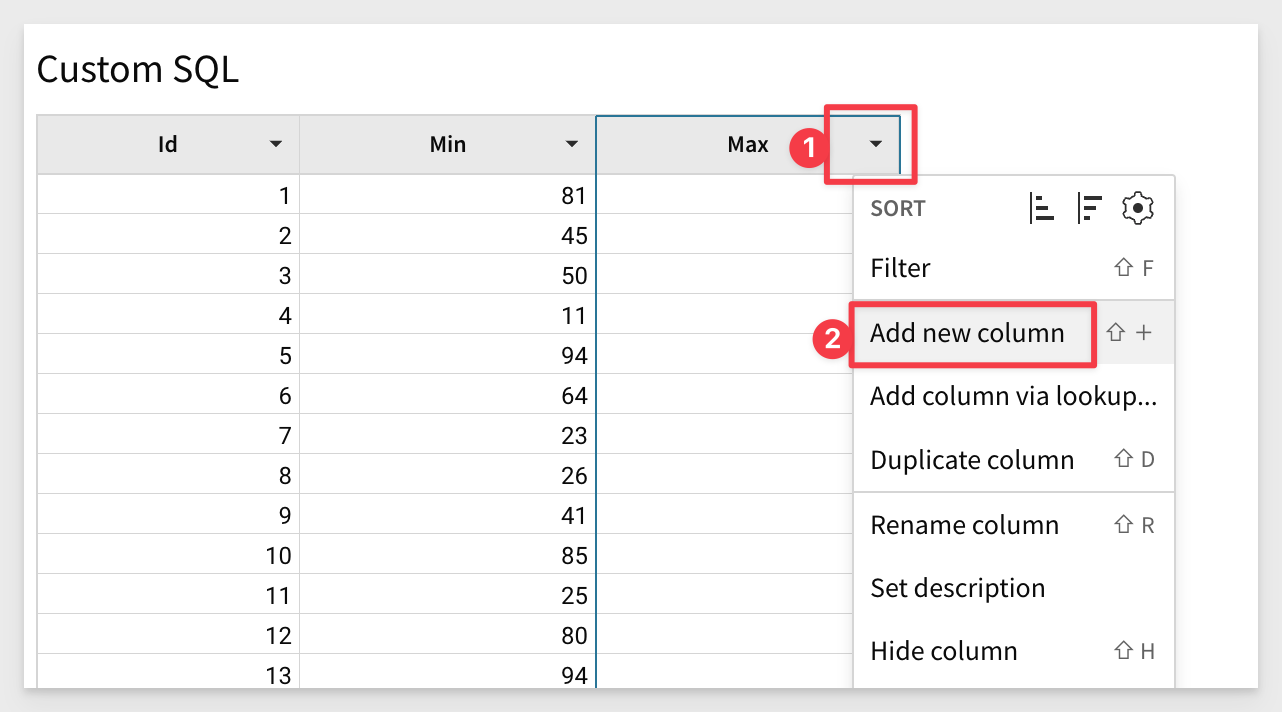 Custom SQL
Id Min Max 1
1 81
SORT
2 45
Filter ⇧ F
3 50
4 11
2 Add new column ⇧ +
5 94
6 64
Add column via lookup...
7 23
8 26
Duplicate column ⇧ D
9 41
Rename column ⇧ R
10 85
11 25
Set description
12 80
Hide column ⇧ H
13 94